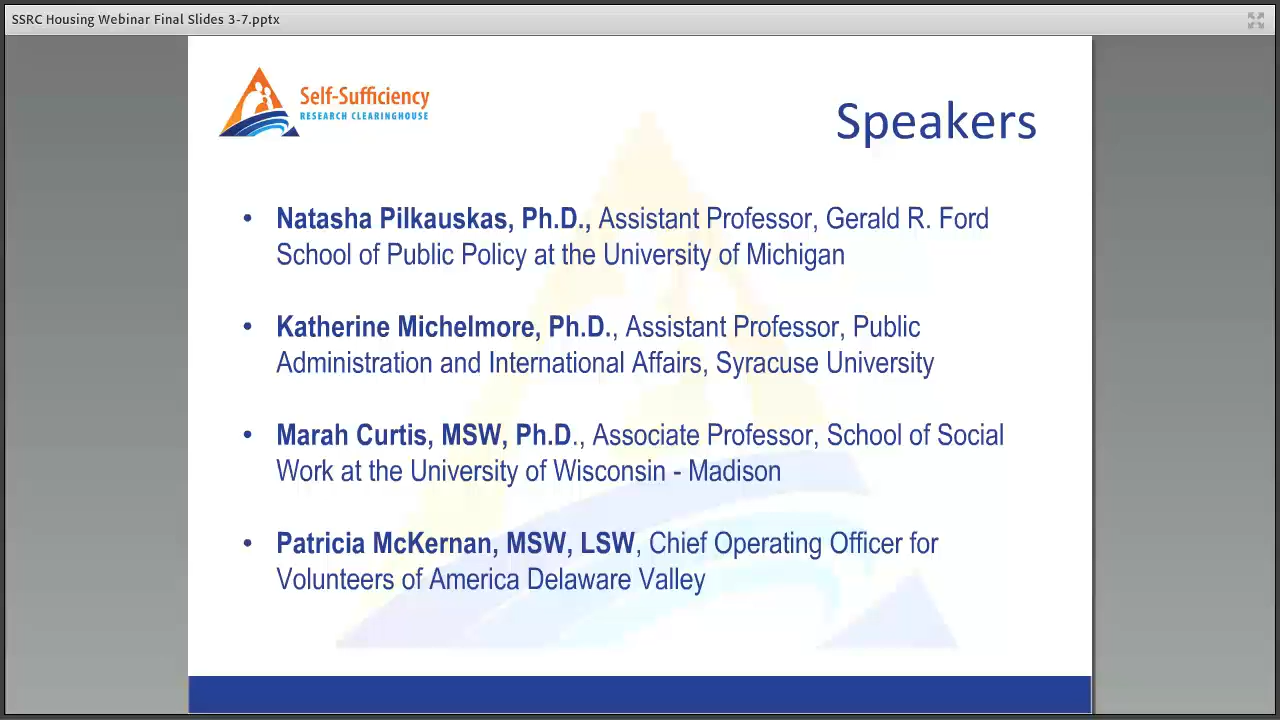 SSRC Housing Webinar Final Slides 3-7.pptx
Self-Sufficiency
RESEARCH CLEARINGHOUSE
Speakers
• Natasha Pilkauskas, Ph.D., Assistant Professor, Gerald R. Ford
School of Public Policy at the University of Michigan
• Katherine Michelmore, Ph.D., Assistant Professor, Public
Administration and International Affairs, Syracuse University
• Marah Curtis, MSW, Ph.D., Associate Professor, School of Social
Work at the University of Wisconsin - Madison
• Patricia McKernan, MSW, LSW, Chief Operating Officer for
Volunteers of America Delaware Valley